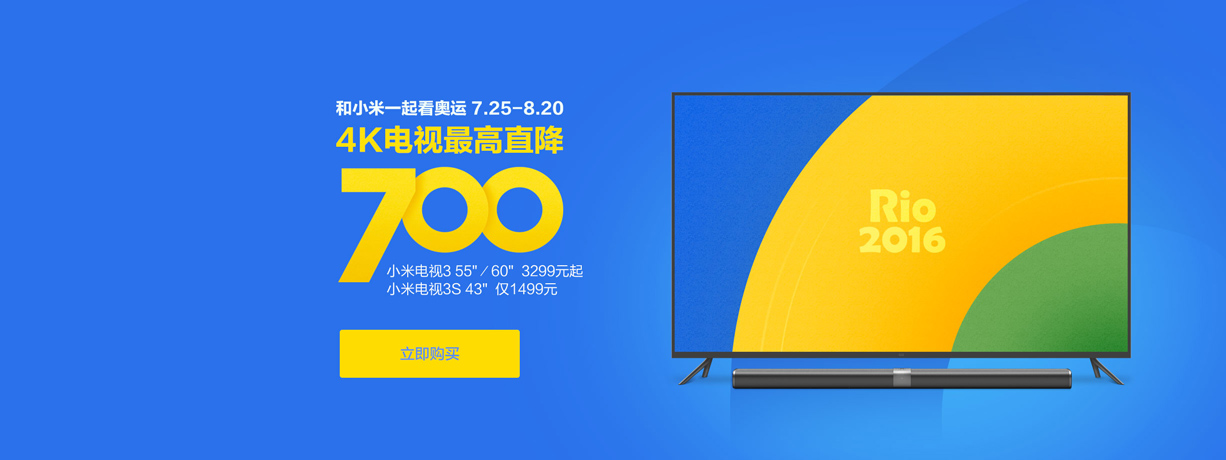 和小米一起看奥运 7.25-8.20
4K电视最高直降
700
小米电视3 55"／60" 3299元起
小米电视3S 43" 仅1499元
立即购买
Rio
2016